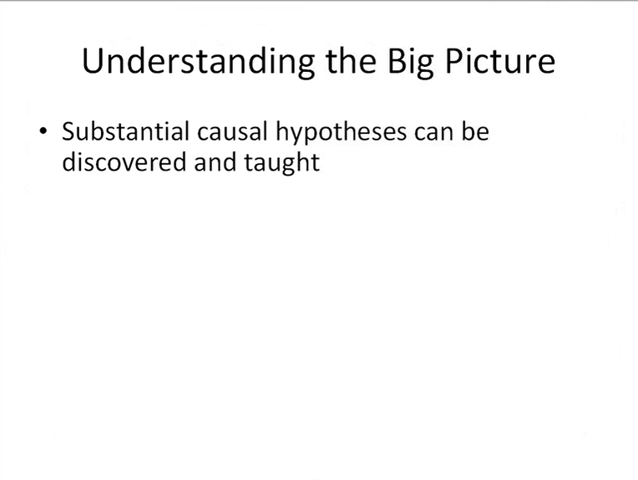 Understanding the Big Picture
• Substantial causal hypotheses can be
discovered and taught